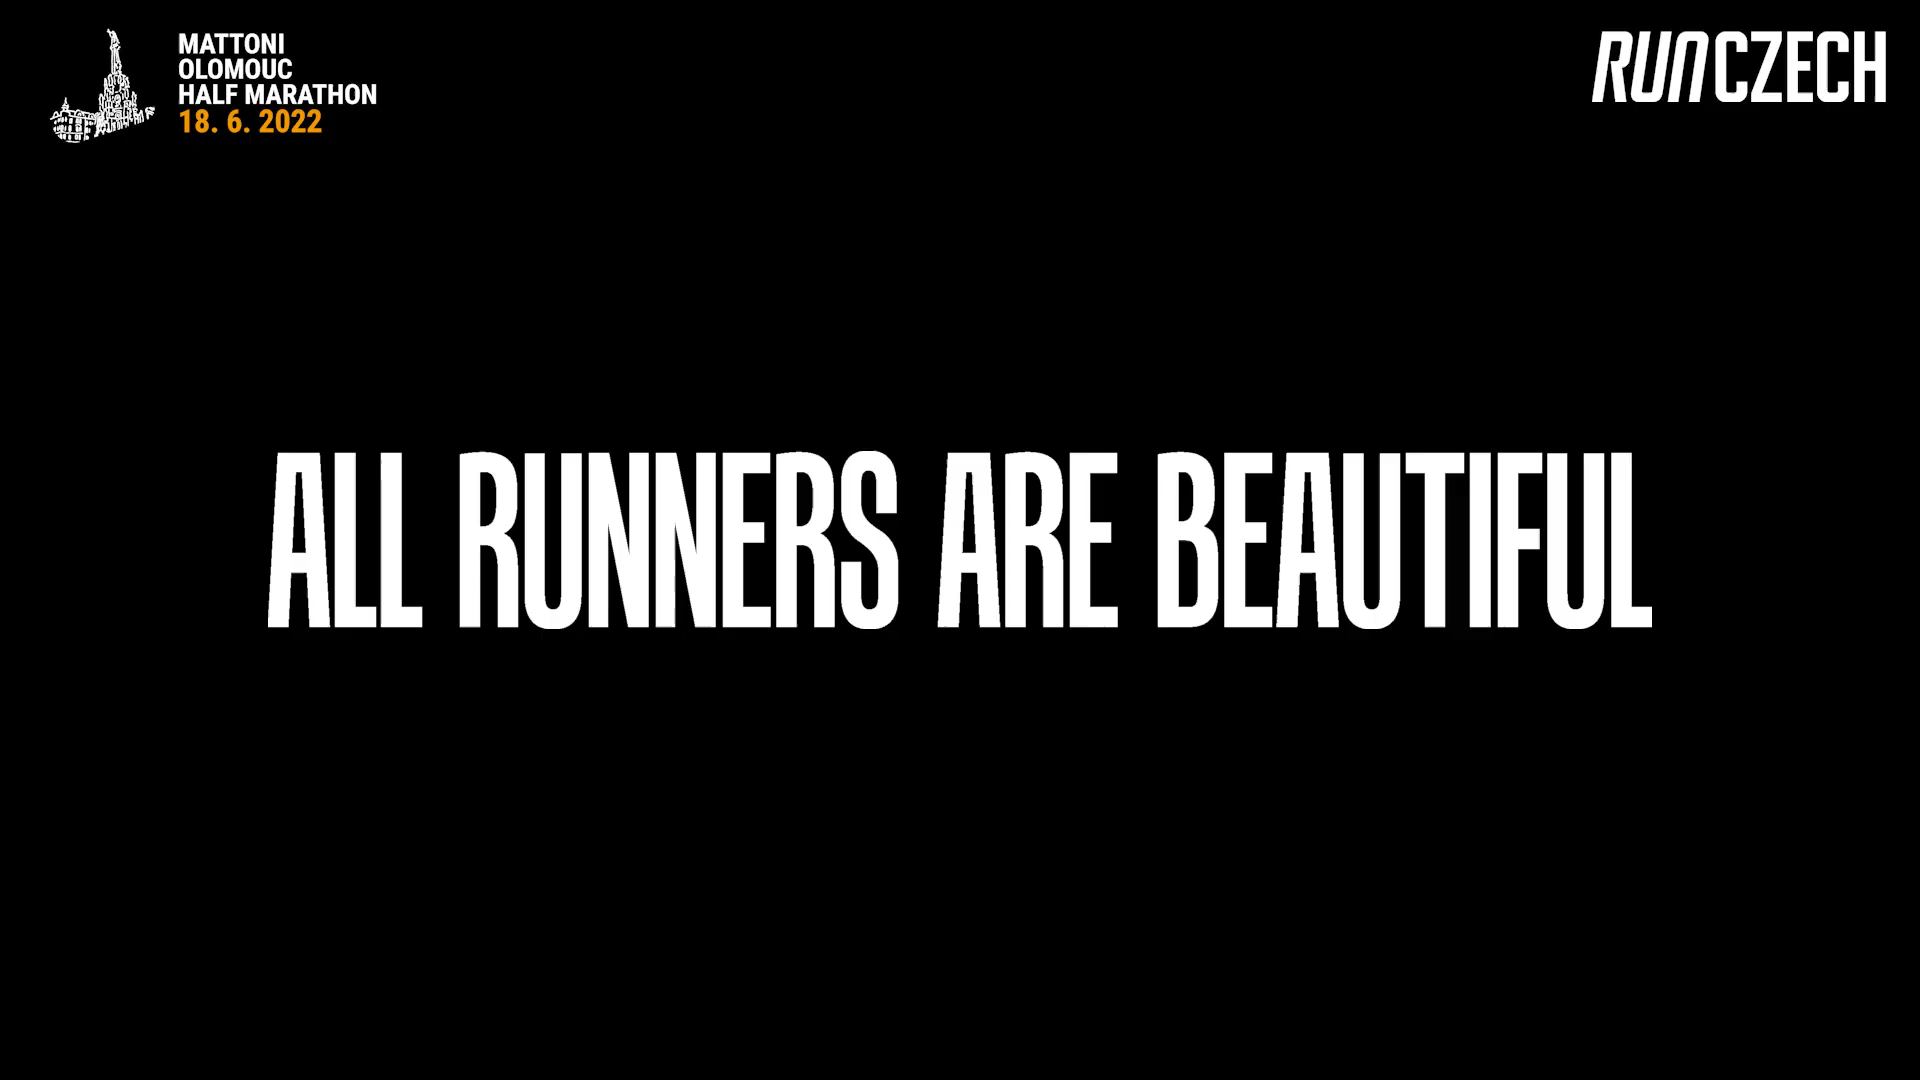 MATTONI
OLOMOUC
HALF MARATHON
18. 6. 2022
RUNCZECH
ALL RUNNERS ARE BEAUTIFUL